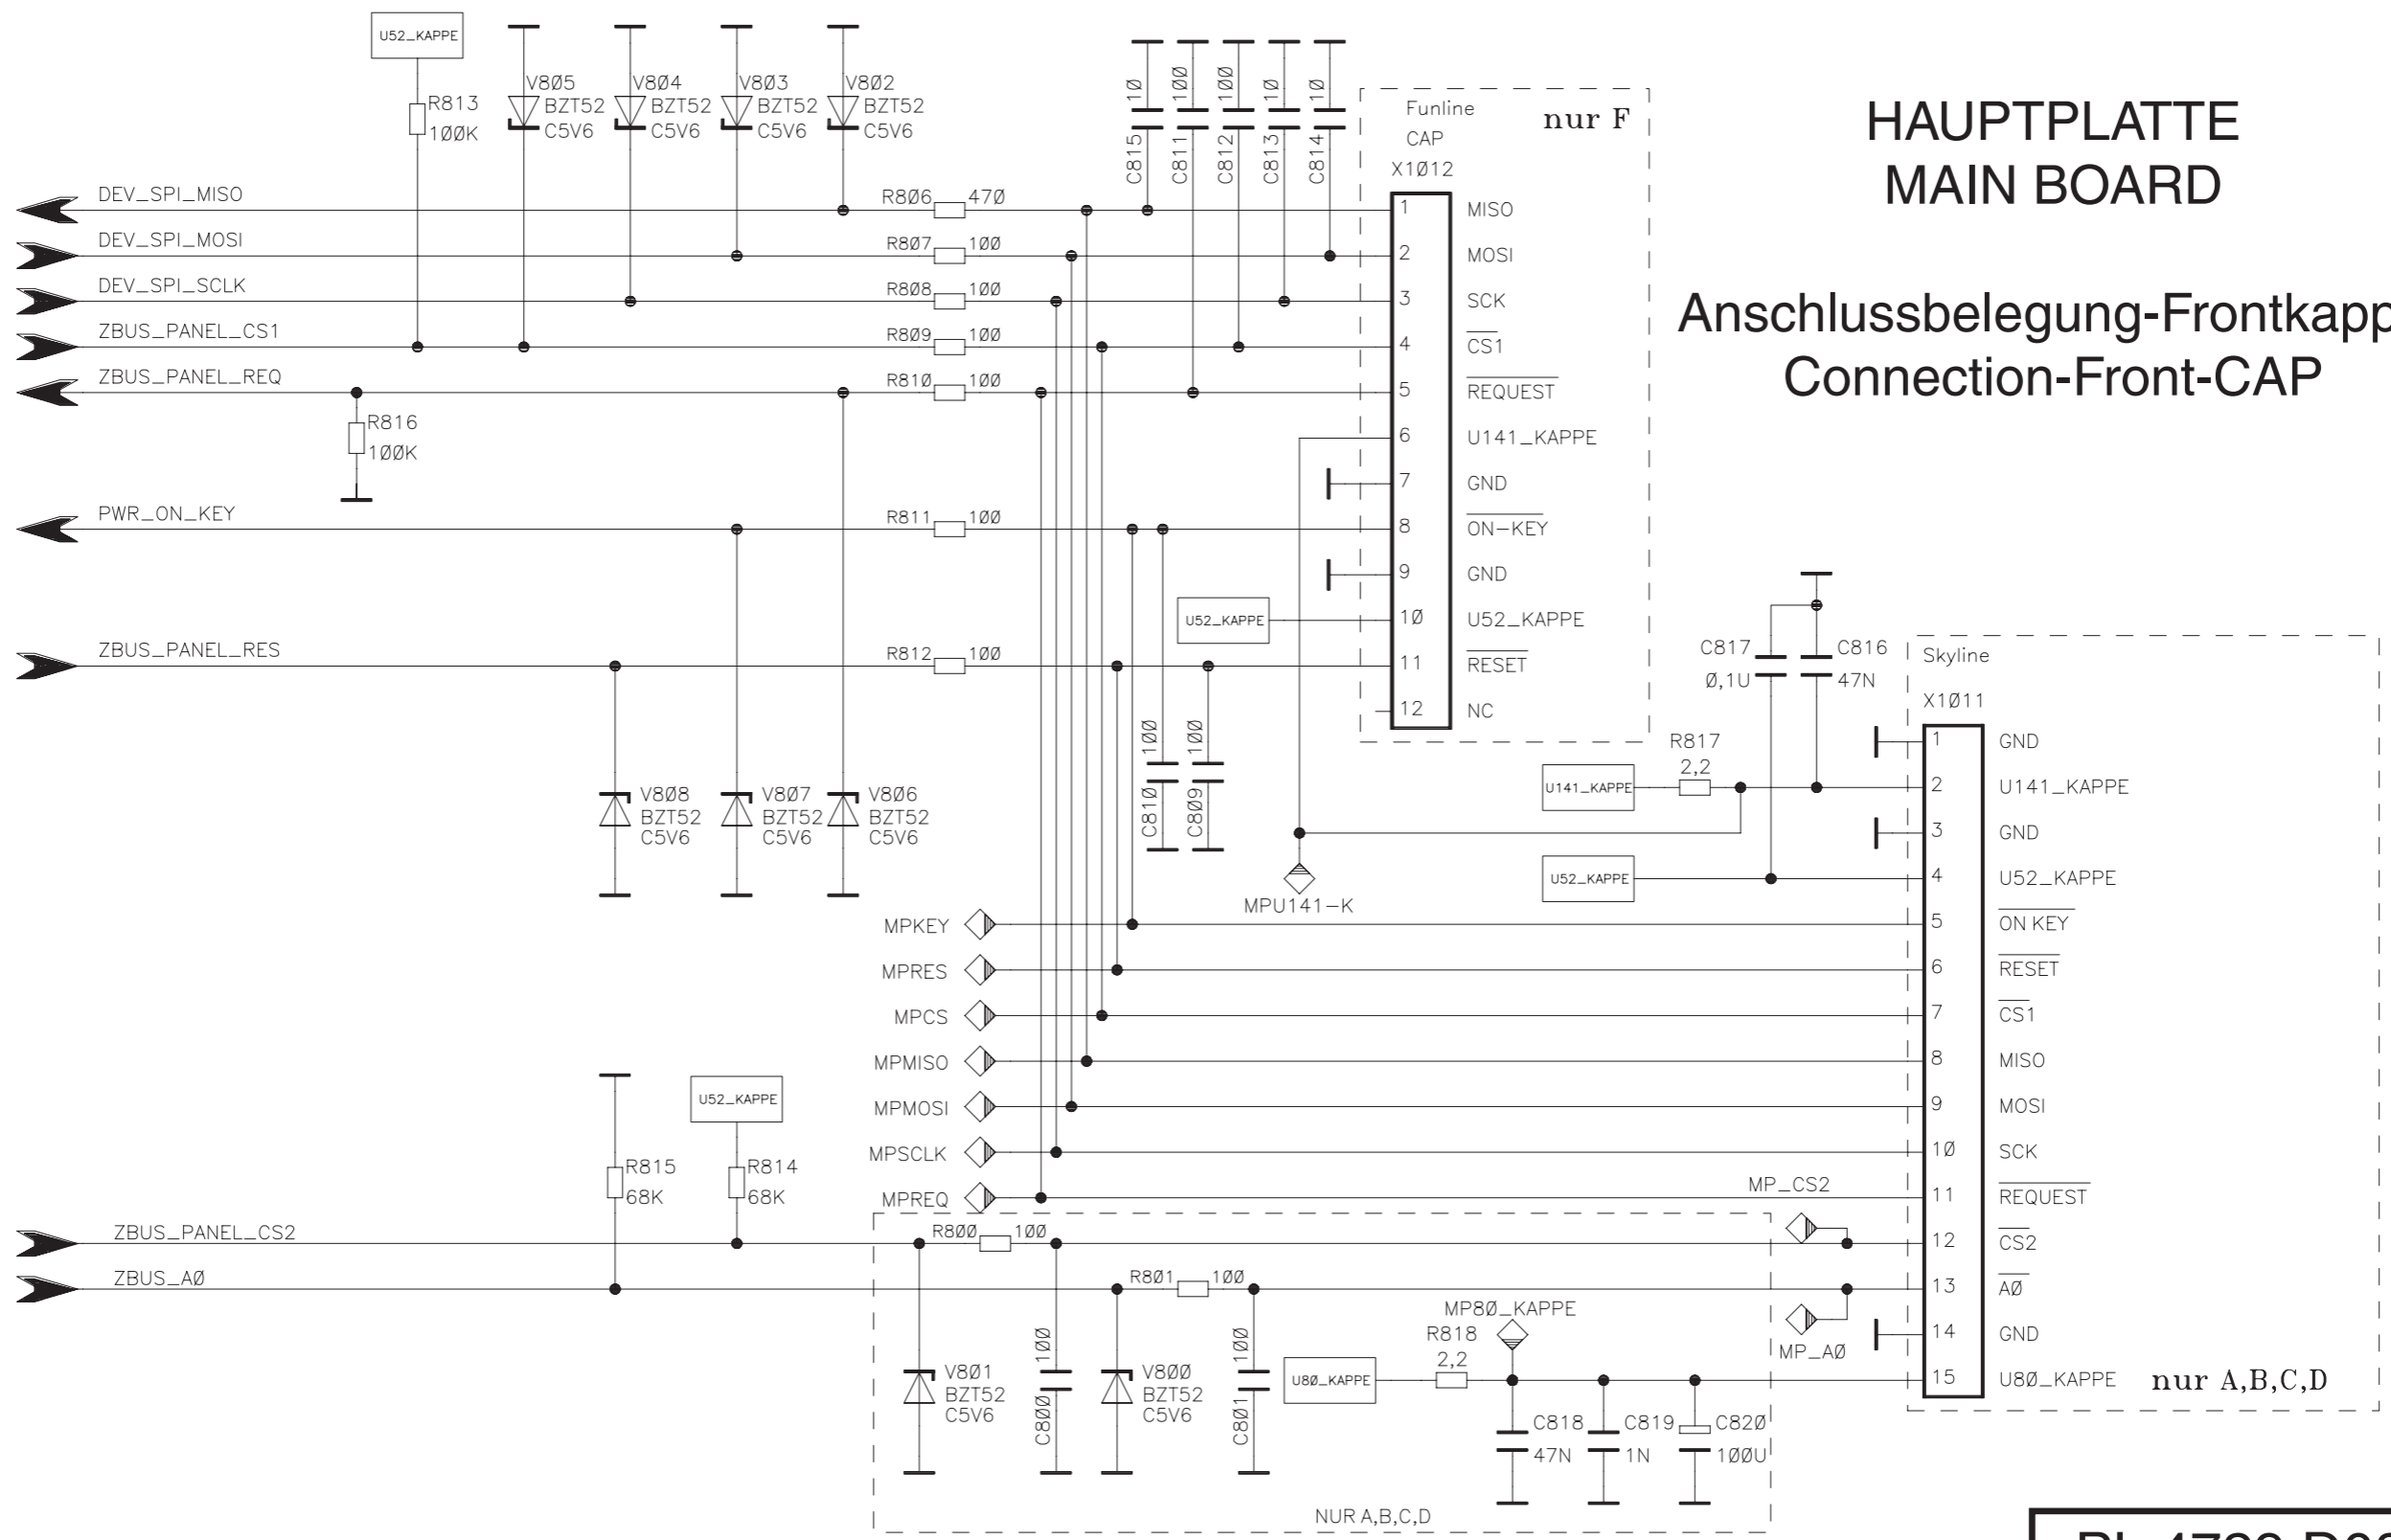 HAUPTPLATTE
MAIN BOARD
Anschlussbelegung-Frontkapp
Connection-Front-CAP
U52_KAPPE
R813
100K
V805
BZT52
C5V6
V804
BZT52
C5V6
V803
BZT52
C5V6
V802
BZT52
C5V6
C815 10
C811 100
C812 100
C813 10
C814 10
Funline
CAP
X1012
nur F
DEV_SPI_MISO
R806 470
1 MISO
DEV_SPI_MOSI
R807 100
2 MOSI
DEV_SPI_SCLK
R808 100
3 SCK
ZBUS_PANEL_CS1
R809 100
4 CS1
ZBUS_PANEL_REQ
R810 100
5 REQUEST
R816
100K
6 U141_KAPPE
7 GND
PWR_ON_KEY
R811 100
8 ON-KEY
9 GND
U52_KAPPE
10 U52_KAPPE
ZBUS_PANEL_RES
R812 100
11 RESET
12 NC
C817
0,1U
C816
47N
Skyline
X1011
V808
BZT52
C5V6
V807
BZT52
C5V6
V806
BZT52
C5V6
C810 100
C809 100
R817
2,2
1 GND
U141_KAPPE
2 U141_KAPPE
3 GND
U52_KAPPE
4 U52_KAPPE
MPU141-K
MPKEY
5 ON KEY
MPRES
6 RESET
MPCS
7 CS1
MPMISO
8 MISO
MPMOSI
9 MOSI
MPSCLK
10 SCK
MPREQ
MP_CS2
11 REQUEST
U52_KAPPE
R815
68K
R814
68K
ZBUS_PANEL_CS2
R800 100
12 CS2
ZBUS_A0
R801 100
13 A0
MP_A0
14 GND
MP80_KAPPE
R818
2,2
U80_KAPPE
15 U80_KAPPE
nur A,B,C,D
V801
BZT52
C5V6
C800 100
V800
BZT52
C5V6
C801 100
C818
47N
C819
1N
C820
100U
NUR A,B,C,D